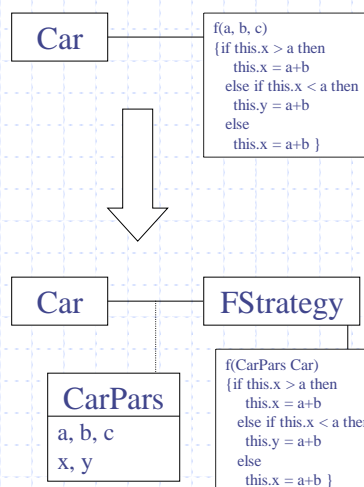 Car
f(a, b, c)
{if this.x > a then
this.x = a+b
else if this.x < a then
this.y = a+b
else
this.x = a+b }
Car
FStrategy
CarPars
a, b, c
x, y
f(CarPars Car)
{if this.x > a then
this.x = a+b
else if this.x < a the
this.y = a+b
else
this.x = a+b }